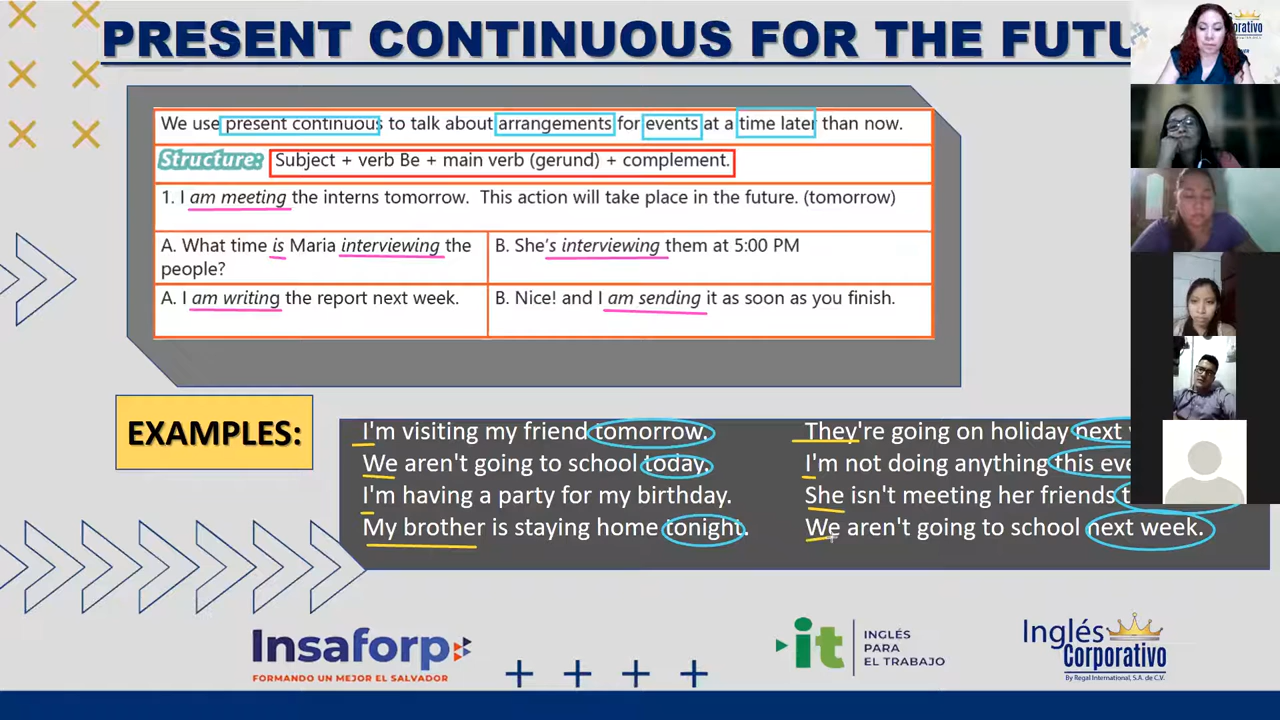 PRESENT CONTINUOUS FOR THE
We use present continuous to talk about arrangements for events at a time later than now.
Structure: Subject + verb Be + main verb (gerund) + complement.
1. I am meeting the interns tomorrow. This action will take place in the future. (tomorrow)
A. What time is Maria interviewing the people?
B. She's interviewing them at 5:00 PM
A. I am writing the report next week.
B. Nice! and I am sending it as soon as you finish.
EXAMPLES:
I'm visiting my friend tomorrow.
We aren't going to school today.
I'm having a party for my birthday.
My brother is staying home tonight.
They're going on holiday next
I'm not doing anything this
She isn't meeting her friends
We aren't going to school next week.
Insaforp
FORMANDO UN MEJOR EL SALVADOR
it
INGLÉS
PARA
EL TRABAJO
Inglés
Corporativo
By Regal International, S.A. de C.V.